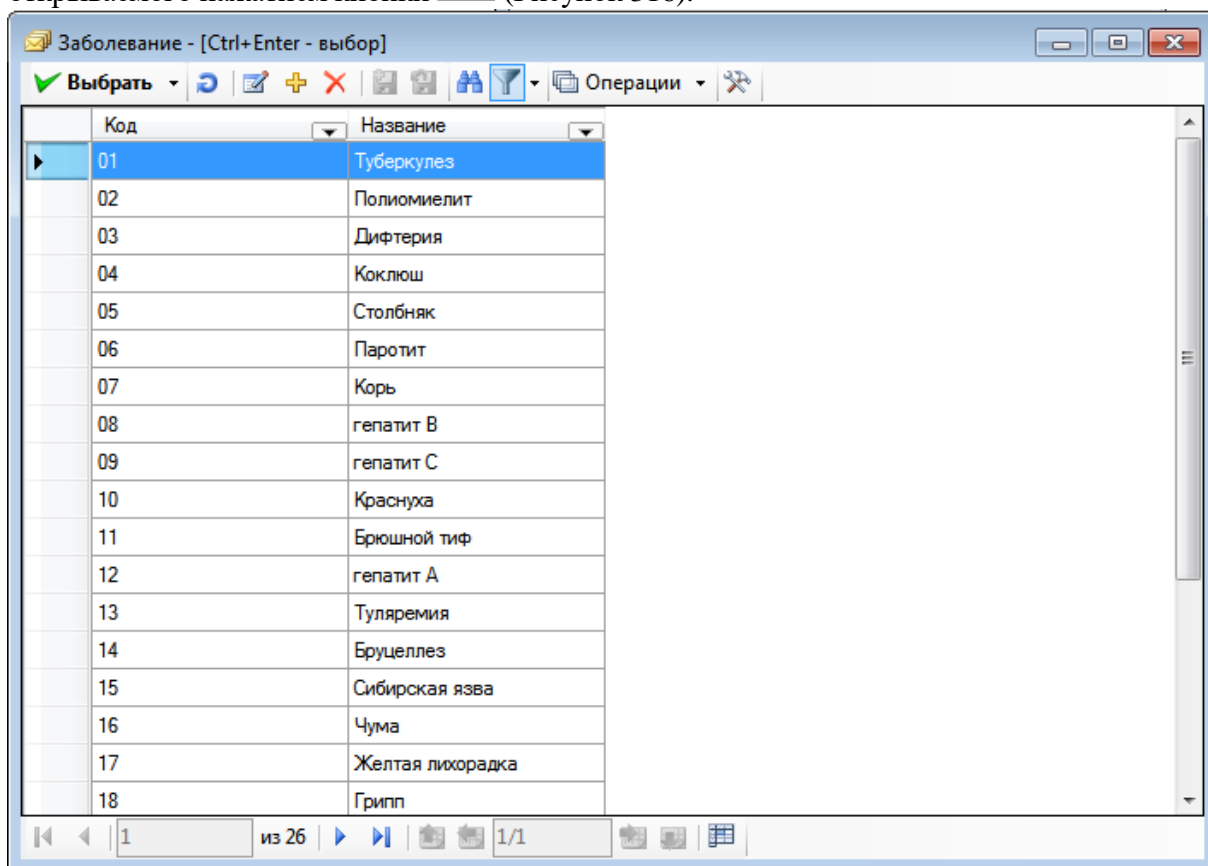 (Рисунок 318).
Заболевание - [Ctrl+Enter - выбор]
Выбрать Операции
Код Название
01 Туберкулез
02 Полиомиелит
03 Дифтерия
04 Коклюш
05 Столбняк
06 Паротит
07 Корь
08 гепатит В
09 гепатит С
10 Краснуха
11 Брюшной тиф
12 гепатит А
13 Туляремия
14 Бруцеллез
15 Сибирская язва
16 Чума
17 Желтая лихорадка
18 Грипп
1 из 26 1/1